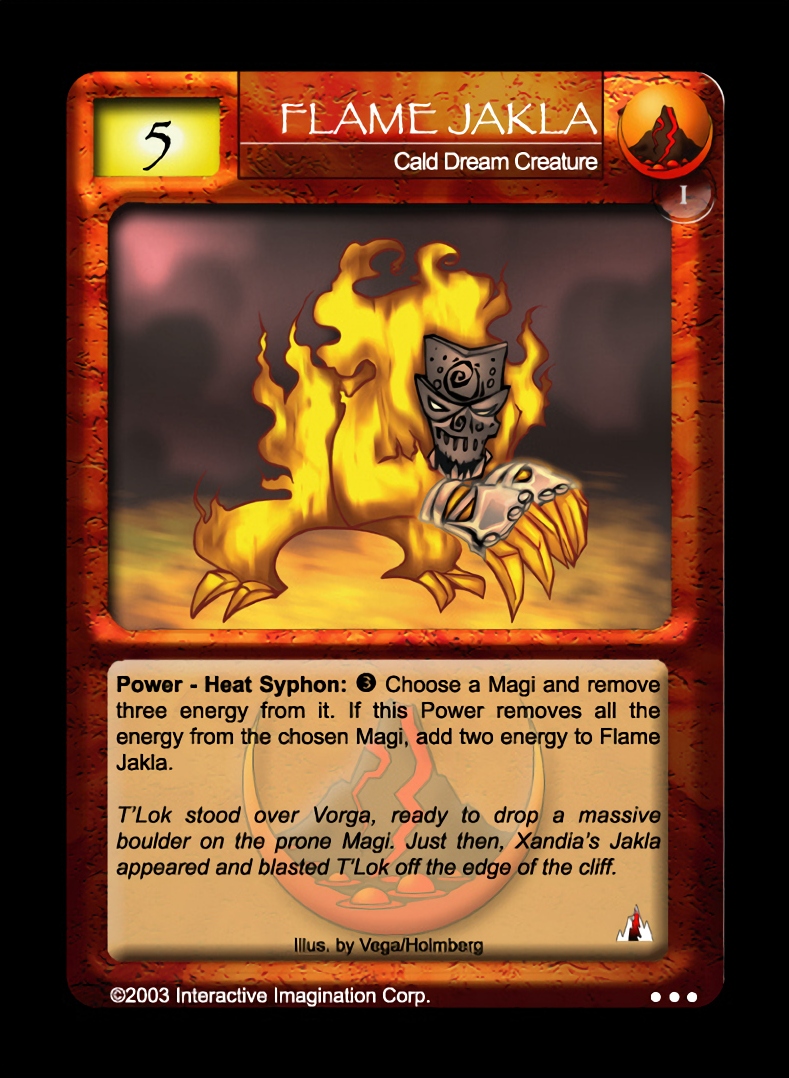 5
FLAME JAKLA
Cald Dream Creature
I
Power - Heat Syphon: ❸ Choose a Magi and remove
three energy from it. If this Power removes all the
energy from the chosen Magi, add two energy to Flame
Jakla.
T'Lok stood over Vorga, ready to drop a massive
boulder on the prone Magi. Just then, Xandia's Jakla
appeared and blasted T'Lok off the edge of the cliff.
Illus. by Vega/Holmberg
©2003 Interactive Imagination Corp.